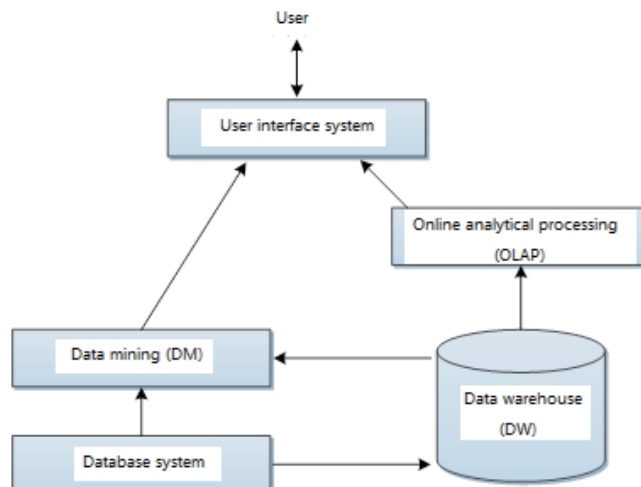 User
User interface system
Online analytical processing
(OLAP)
Data mining (DM)
Data warehouse
(DW)
Database system